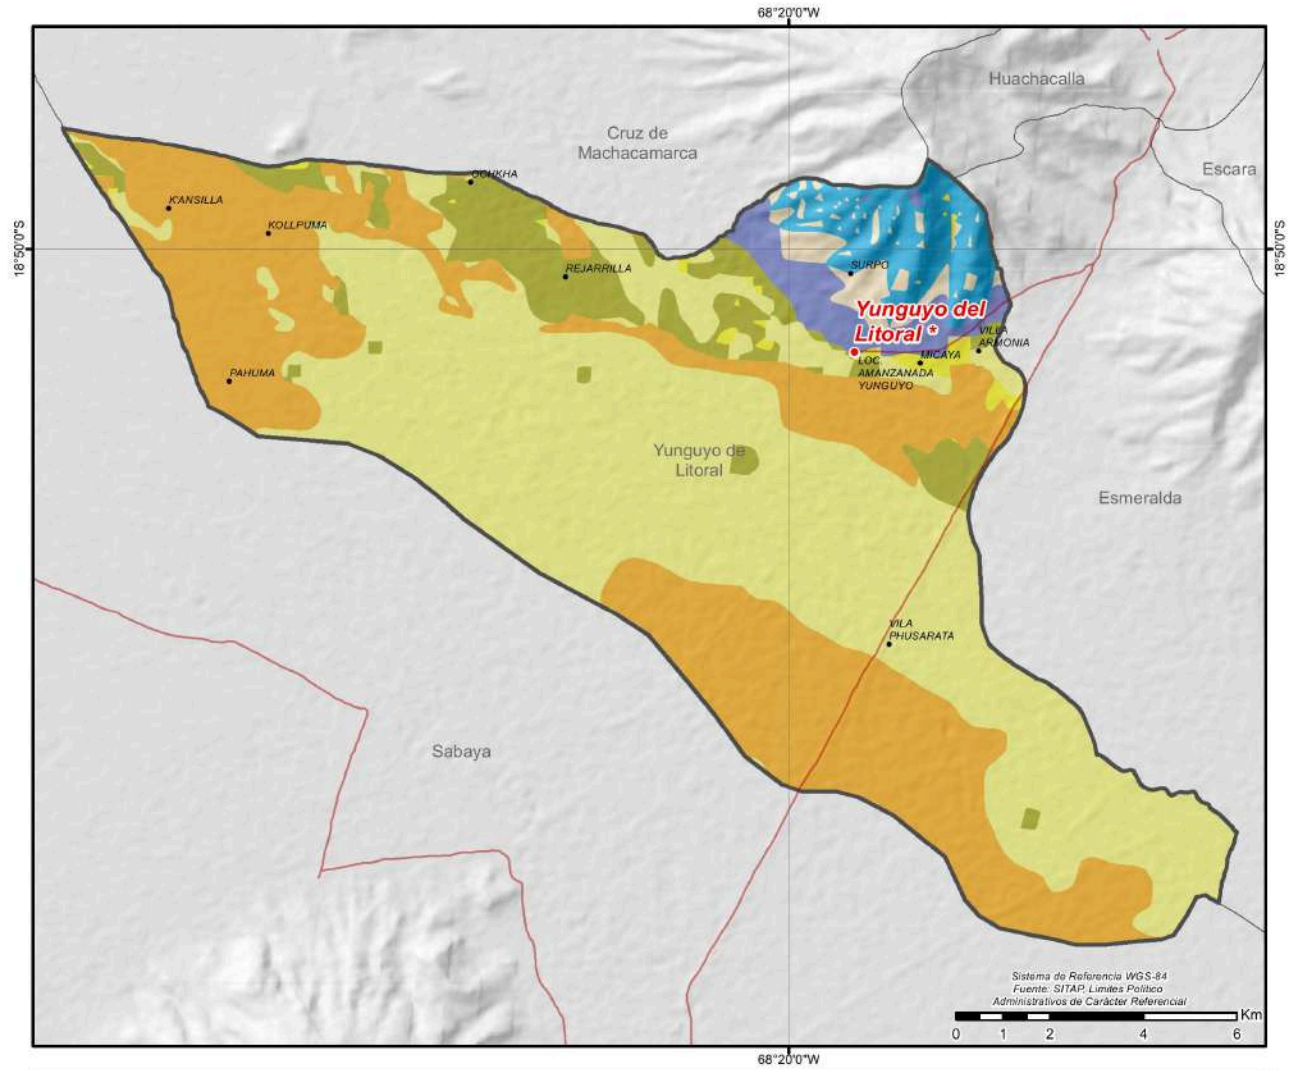 68°20'0"W
Huachacalla
Cruz de
Machacamarca
Escara
OCHKHA
K'ANSILLA
KOLLPUMA
18°50'0"S
18°50'0"S
REJARRILLA
SURPO
Yunguyo del
Litoral *
VILLA
ARMONIA
MICAYA
LOC.
AMANZANADA
YUNGUYO
PAHUMA
Yunguyo de
Litoral
Esmeralda
VILA
PHUSARATA
Sabaya
Sistema de Referencia WGS-84
Fuente: SITAP, Limites Político
Administrativos de Carácter Referencial
Km
0 1 2 4 6
68°20'0"W